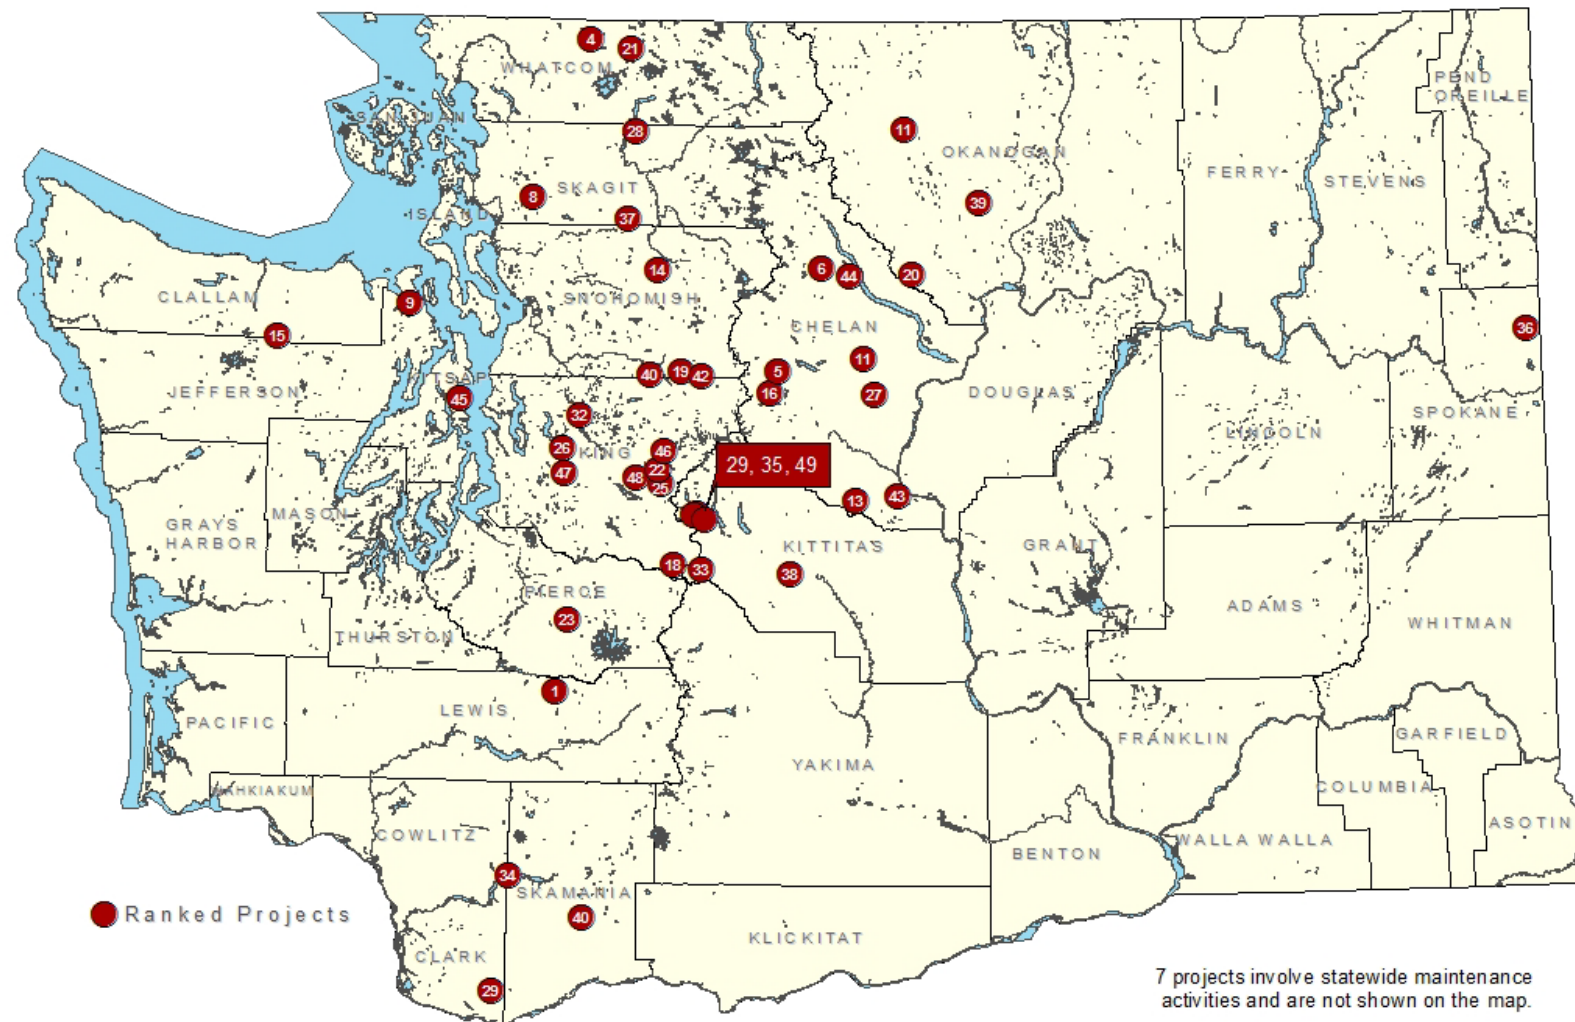 4
21
WHATCOM
PEND
OREILLE
SAN JUAN
28
11
OKANOGAN
FERRY
STEVENS
8
SKAGIT
39
ISLAND
37
14
6
44
20
CLALLAM
9
SNOHOMISH
15
CHELAN
36
JEFFERSON
KITSAP
45
40
19
42
5
16
11
27
DOUGLAS
SPOKANE
32
LINCOLN
26
KING
46
47
48
22
25
29, 35, 49
13
43
MASON
GRAYS
HARBOR
KITTITAS
GRANT
18
33
38
PIERCE
23
ADAMS
THURSTON
WHITMAN
1
LEWIS
PACIFIC
FRANKLIN
GARFIELD
YAKIMA
WAHKIAKUM
COLUMBIA
COWLITZ
ASOTIN
WALLA WALLA
BENTON
34
SKAMANIA
40
Ranked Projects
KLICKITAT
CLARK
29
7 projects involve statewide maintenance
activities and are not shown on the map.